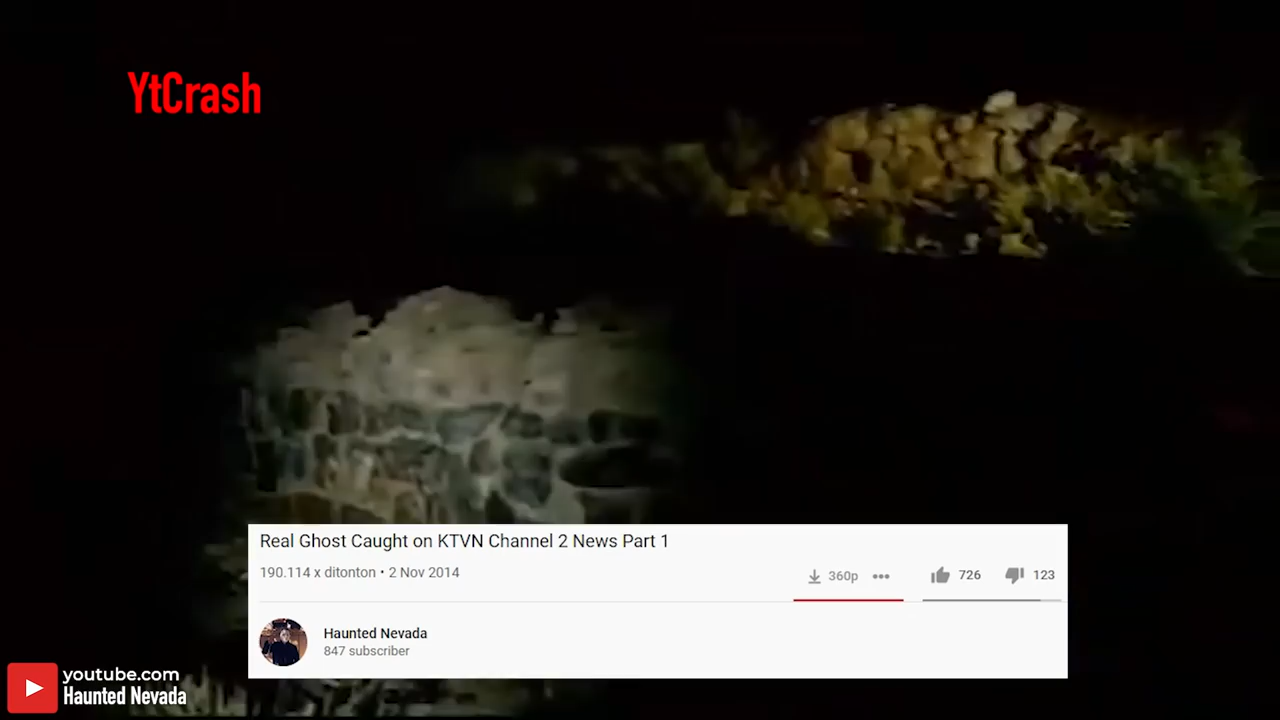 YtCrash
Real Ghost Caught on KTVN Channel 2 News Part 1
190.114 x ditonton • 2 Nov 2014
360p ••• 726 123
Haunted Nevada
847 subscriber
youtube.com
Haunted Nevada